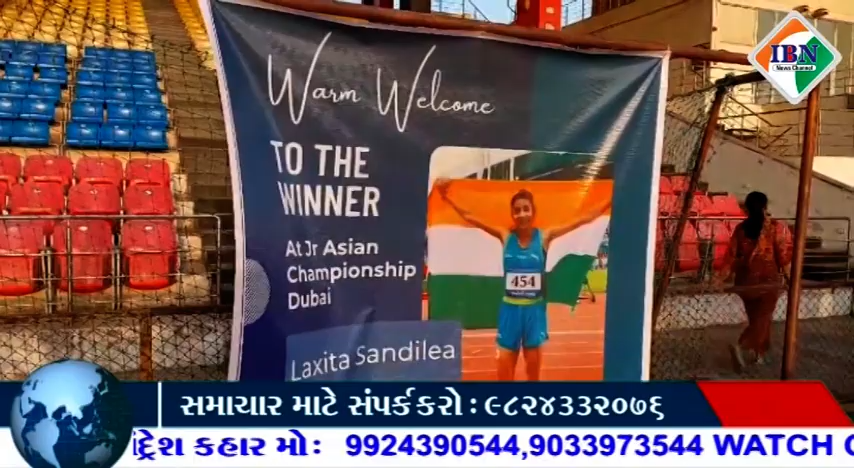 IBN
News Channel
Warm Welcome
TO THE
WINNER
At Jr Asian
Championship
Dubai
454
Laxita Sandilea
સમાચાર માટે સંપર્ક કરો : ૯૮૨૪૩૩૨૦૭૬
કહાર મો: 9924390544,9033973544 WATCH